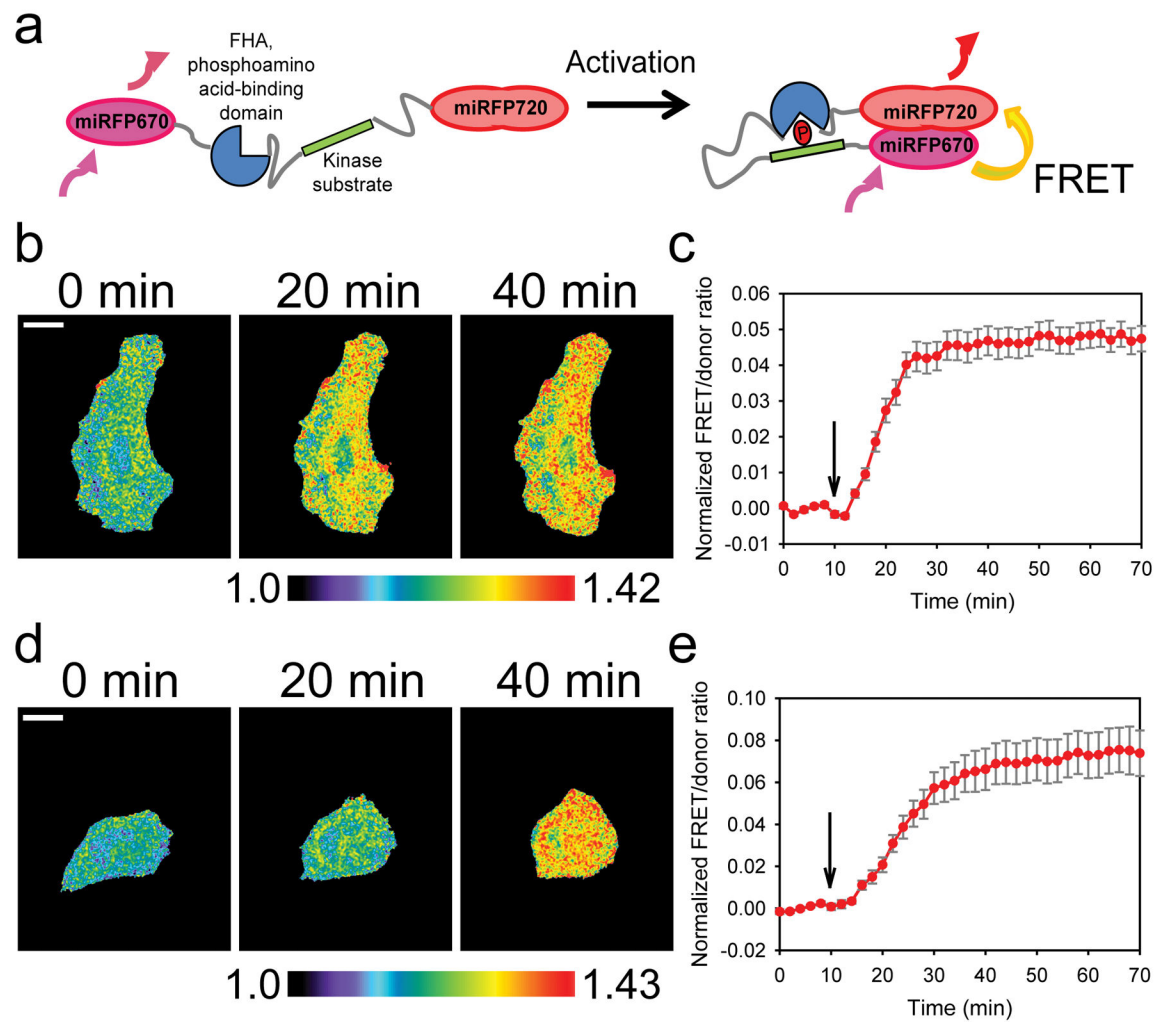 a
FHA,
phosphoamino
acid-binding
domain
miRFP670
Kinase
substrate
miRFP720
Activation
P
miRFP720
miRFP670
FRET
b
0 min
20 min
40 min
1.0
1.42
c
Normalized FRET/donor ratio
0.06
0.05
0.04
0.03
0.02
0.01
0.00
-0.01
0
10
20
30
40
50
60
70
Time (min)
d
0 min
20 min
40 min
1.0
1.43
e
Normalized FRET/donor ratio
0.10
0.08
0.06
0.04
0.02
0.00
-0.02
0
10
20
30
40
50
60
70
Time (min)